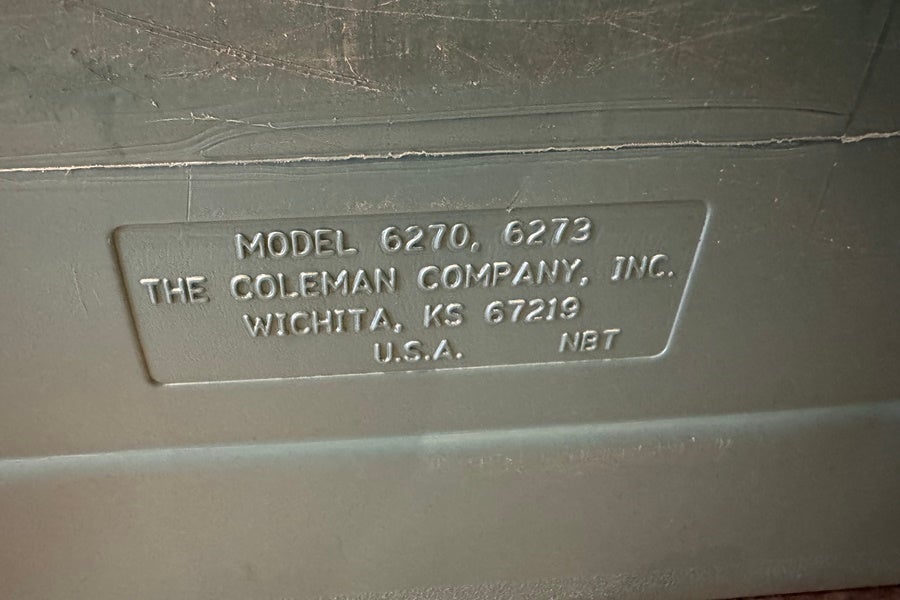 MODEL 6270, 6273
THE COLEMAN COMPANY, INC.
WICHITA, KS 67219
U.S.A. NBT